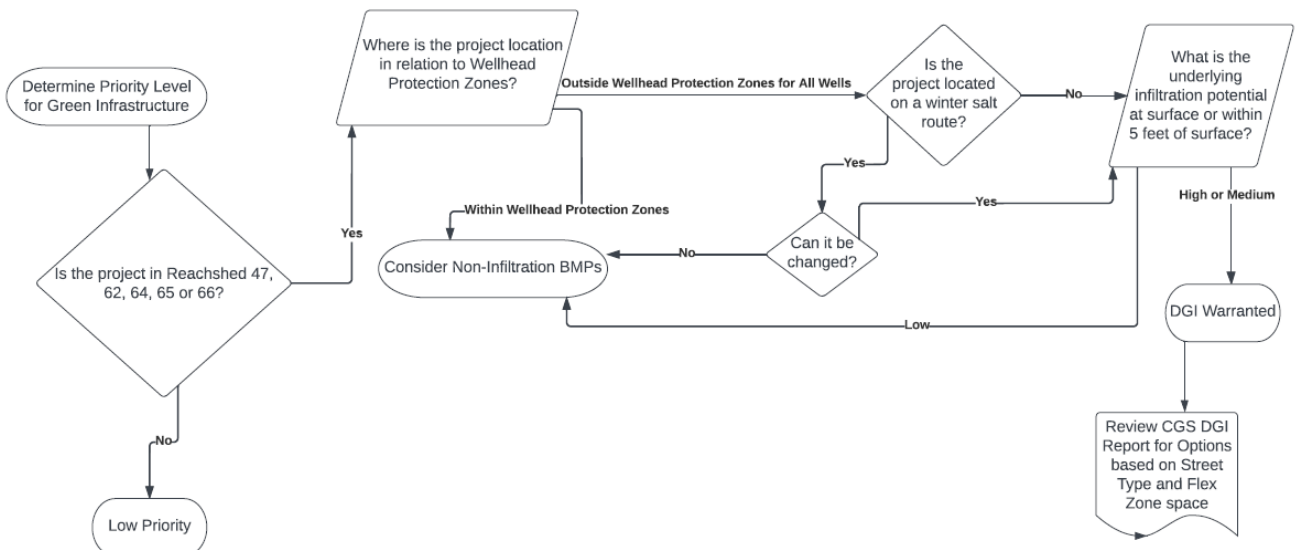 Determine Priority Level
for Green Infrastructure
Is the project in Reachshed 47,
62, 64, 65 or 66?
Yes
No
Low Priority
Where is the project location
in relation to Wellhead
Protection Zones?
Outside Wellhead Protection Zones for All Wells
Within Wellhead Protection Zones
Consider Non-Infiltration BMPs
Is the
project located
on a winter salt
route?
No
Yes
Can it be
changed?
No
Yes
What is the
underlying
infiltration potential
at surface or within
5 feet of surface?
Low
High or Medium
DGI Warranted
Review CGS DGI
Report for Options
based on Street
Type and Flex
Zone space